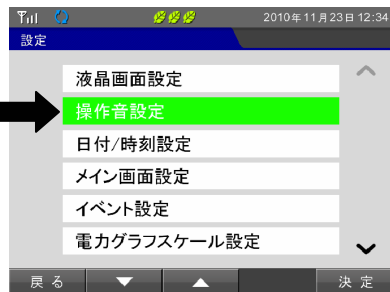 2010年11月23日 12:34
設定
液晶画面設定
操作音設定
日付/時刻設定
メイン画面設定
イベント設定
電力グラフスケール設定
戻る ▼ ▲ 決定